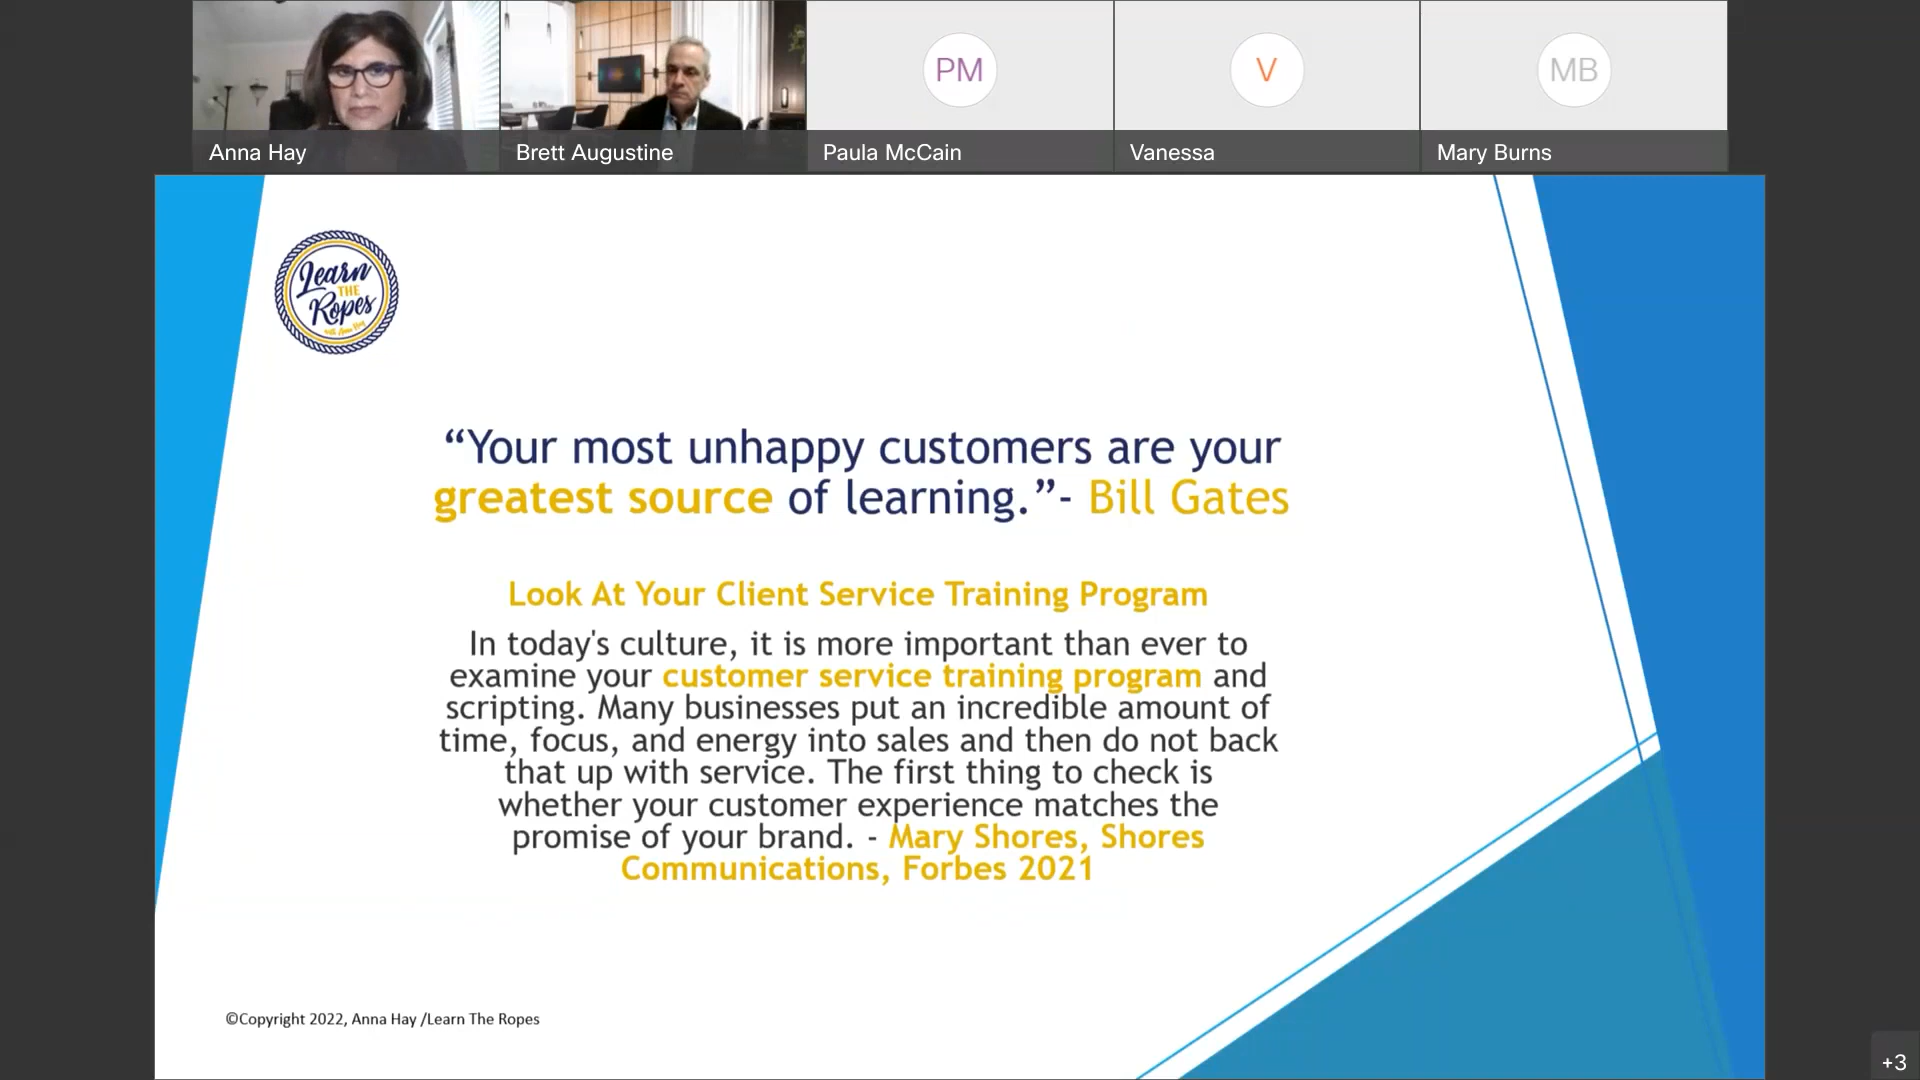 PM
V
MB
Anna Hay
Brett Augustine
Paula McCain
Vanessa
Mary Burns
Learn
THE
Ropes
with Anna Hay
“Your most unhappy customers are your
greatest source of learning.”- Bill Gates
Look At Your Client Service Training Program
In today's culture, it is more important than ever to
examine your customer service training program and
scripting. Many businesses put an incredible amount of
time, focus, and energy into sales and then do not back
that up with service. The first thing to check is
whether your customer experience matches the
promise of your brand. - Mary Shores, Shores
Communications, Forbes 2021
©Copyright 2022, Anna Hay /Learn The Ropes
+3